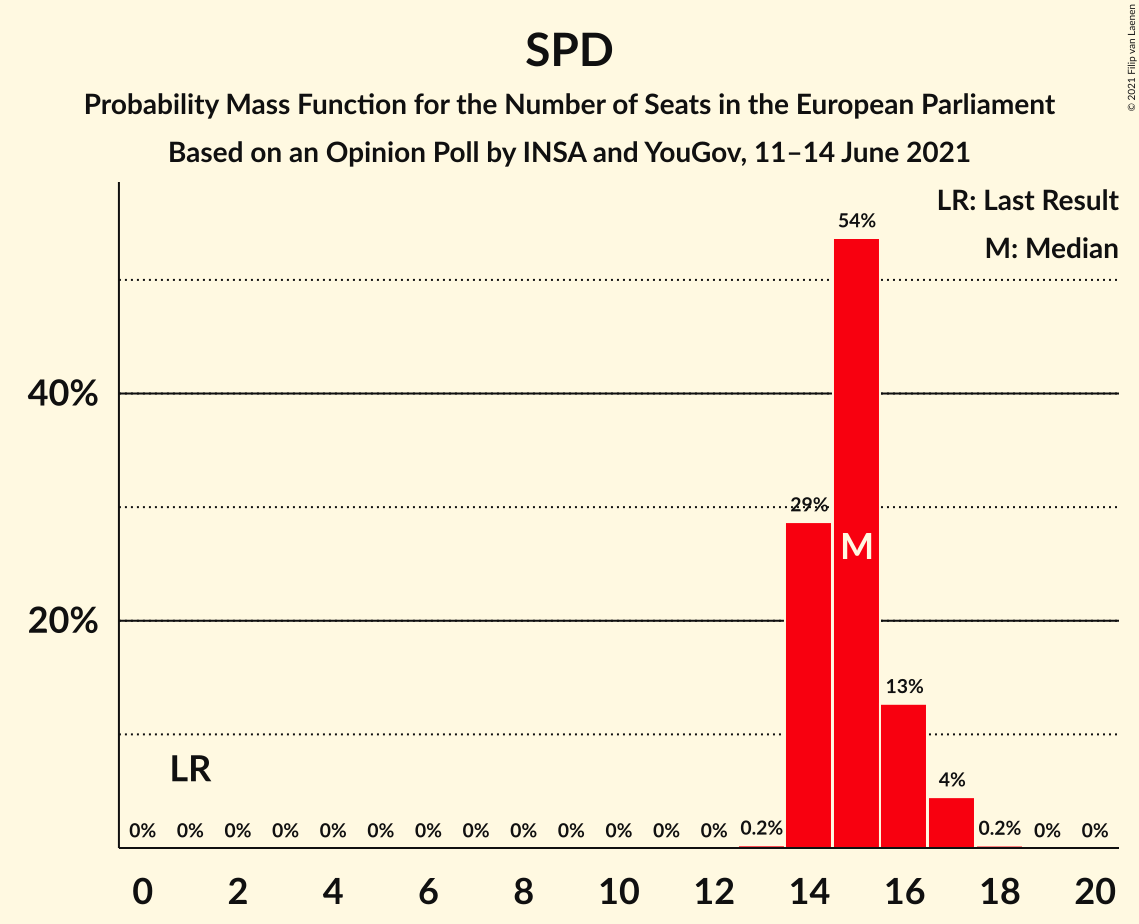 SPD
Probability Mass Function for the Number of Seats in the European Parliament
Based on an Opinion Poll by INSA and YouGov, 11–14 June 2021
© 2021 Filip van Laenen
LR: Last Result
M: Median
54%
40%
29%
M
20%
13%
LR
4%
0% 0% 0% 0% 0% 0% 0% 0% 0% 0% 0% 0% 0% 0.2% 0.2% 0% 0%
0 2 4 6 8 10 12 14 16 18 20